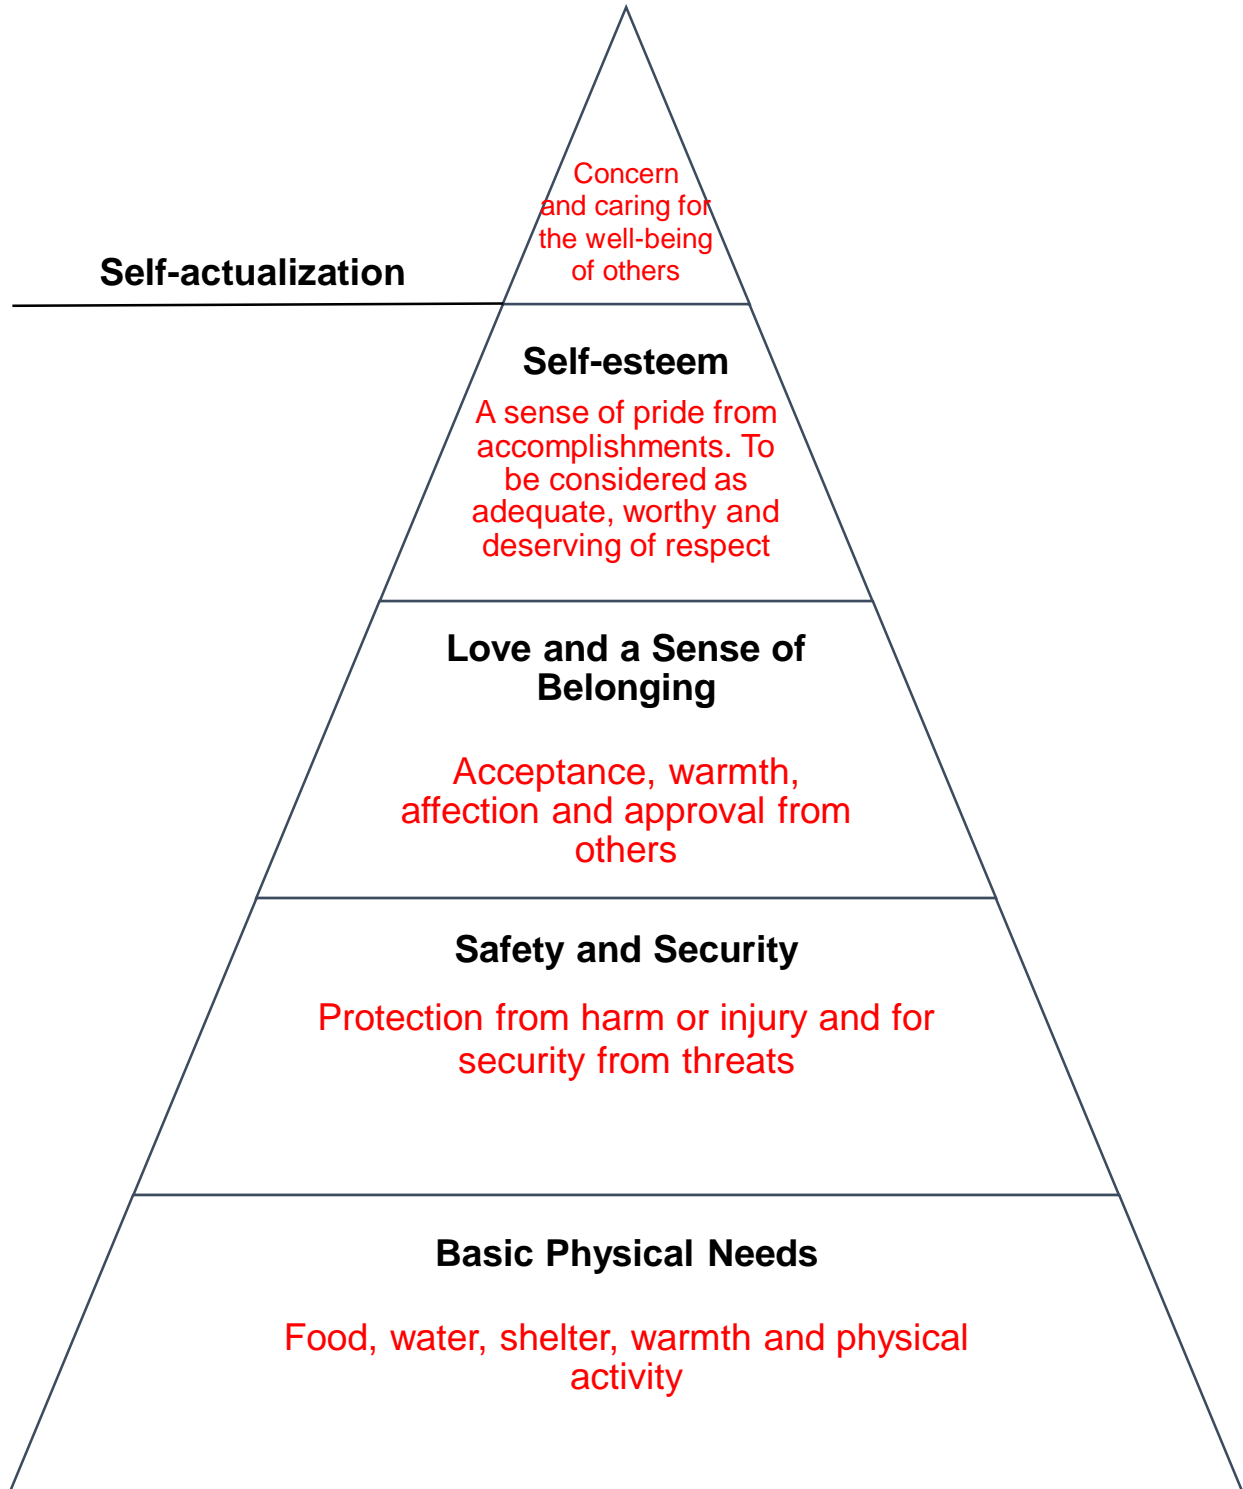 Concern
and caring for
the well-being
of others
Self-actualization
Self-esteem
A sense of pride from
accomplishments. To
be considered as
adequate, worthy and
deserving of respect
Love and a Sense of
Belonging
Acceptance, warmth,
affection and approval from
others
Safety and Security
Protection from harm or injury and for
security from threats
Basic Physical Needs
Food, water, shelter, warmth and physical
activity